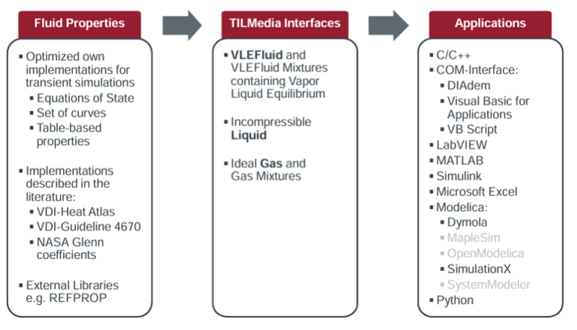 Fluid Properties
▪ Optimized own
implementations for
transient simulations
▪ Equations of State
▪ Set of curves
▪ Table-based
properties
▪ Implementations
described in the
literature:
▪ VDI-Heat Atlas
▪ VDI-Guideline 4670
▪ NASA Glenn
coefficients
▪ External Libraries
e.g. REFPROP
TILMedia Interfaces
▪ VLEFluid and
VLEFluid Mixtures
containing Vapor
Liquid Equilibrium
▪ Incompressible
Liquid
▪ Ideal Gas and
Gas Mixtures
Applications
▪ C/C++
▪ COM-Interface:
▪ DIAdem
▪ Visual Basic for
Applications
▪ VB Script
▪ LabVIEW
▪ MATLAB
▪ Simulink
▪ Microsoft Excel
▪ Modelica:
▪ Dymola
▪ MapleSim
▪ OpenModelica
▪ SimulationX
▪ SystemModeler
▪ Python